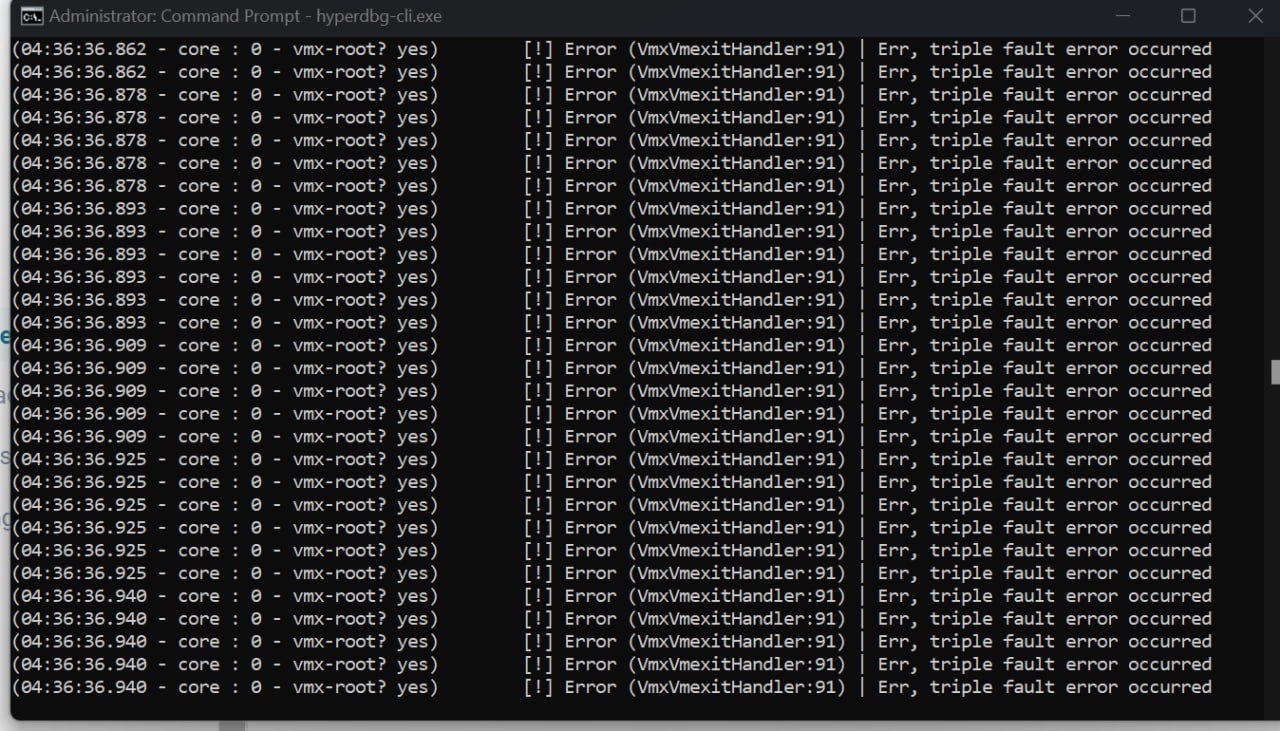 Administrator: Command Prompt - hyperdbg-cli.exe
(04:36:36.862 - core : 0 - vmx-root? yes) [!] Error (VmxVmexitHandler:91) | Err, triple fault error occurred
(04:36:36.862 - core : 0 - vmx-root? yes) [!] Error (VmxVmexitHandler:91) | Err, triple fault error occurred
(04:36:36.878 - core : 0 - vmx-root? yes) [!] Error (VmxVmexitHandler:91) | Err, triple fault error occurred
(04:36:36.878 - core : 0 - vmx-root? yes) [!] Error (VmxVmexitHandler:91) | Err, triple fault error occurred
(04:36:36.878 - core : 0 - vmx-root? yes) [!] Error (VmxVmexitHandler:91) | Err, triple fault error occurred
(04:36:36.878 - core : 0 - vmx-root? yes) [!] Error (VmxVmexitHandler:91) | Err, triple fault error occurred
(04:36:36.878 - core : 0 - vmx-root? yes) [!] Error (VmxVmexitHandler:91) | Err, triple fault error occurred
(04:36:36.893 - core : 0 - vmx-root? yes) [!] Error (VmxVmexitHandler:91) | Err, triple fault error occurred
(04:36:36.893 - core : 0 - vmx-root? yes) [!] Error (VmxVmexitHandler:91) | Err, triple fault error occurred
(04:36:36.893 - core : 0 - vmx-root? yes) [!] Error (VmxVmexitHandler:91) | Err, triple fault error occurred
(04:36:36.893 - core : 0 - vmx-root? yes) [!] Error (VmxVmexitHandler:91) | Err, triple fault error occurred
(04:36:36.893 - core : 0 - vmx-root? yes) [!] Error (VmxVmexitHandler:91) | Err, triple fault error occurred
(04:36:36.893 - core : 0 - vmx-root? yes) [!] Error (VmxVmexitHandler:91) | Err, triple fault error occurred
(04:36:36.909 - core : 0 - vmx-root? yes) [!] Error (VmxVmexitHandler:91) | Err, triple fault error occurred
(04:36:36.909 - core : 0 - vmx-root? yes) [!] Error (VmxVmexitHandler:91) | Err, triple fault error occurred
(04:36:36.909 - core : 0 - vmx-root? yes) [!] Error (VmxVmexitHandler:91) | Err, triple fault error occurred
(04:36:36.909 - core : 0 - vmx-root? yes) [!] Error (VmxVmexitHandler:91) | Err, triple fault error occurred
(04:36:36.909 - core : 0 - vmx-root? yes) [!] Error (VmxVmexitHandler:91) | Err, triple fault error occurred
(04:36:36.925 - core : 0 - vmx-root? yes) [!] Error (VmxVmexitHandler:91) | Err, triple fault error occurred
(04:36:36.925 - core : 0 - vmx-root? yes) [!] Error (VmxVmexitHandler:91) | Err, triple fault error occurred
(04:36:36.925 - core : 0 - vmx-root? yes) [!] Error (VmxVmexitHandler:91) | Err, triple fault error occurred
(04:36:36.925 - core : 0 - vmx-root? yes) [!] Error (VmxVmexitHandler:91) | Err, triple fault error occurred
(04:36:36.925 - core : 0 - vmx-root? yes) [!] Error (VmxVmexitHandler:91) | Err, triple fault error occurred
(04:36:36.925 - core : 0 - vmx-root? yes) [!] Error (VmxVmexitHandler:91) | Err, triple fault error occurred
(04:36:36.940 - core : 0 - vmx-root? yes) [!] Error (VmxVmexitHandler:91) | Err, triple fault error occurred
(04:36:36.940 - core : 0 - vmx-root? yes) [!] Error (VmxVmexitHandler:91) | Err, triple fault error occurred
(04:36:36.940 - core : 0 - vmx-root? yes) [!] Error (VmxVmexitHandler:91) | Err, triple fault error occurred
(04:36:36.940 - core : 0 - vmx-root? yes) [!] Error (VmxVmexitHandler:91) | Err, triple fault error occurred
(04:36:36.940 - core : 0 - vmx-root? yes) [!] Error (VmxVmexitHandler:91) | Err, triple fault error occurred